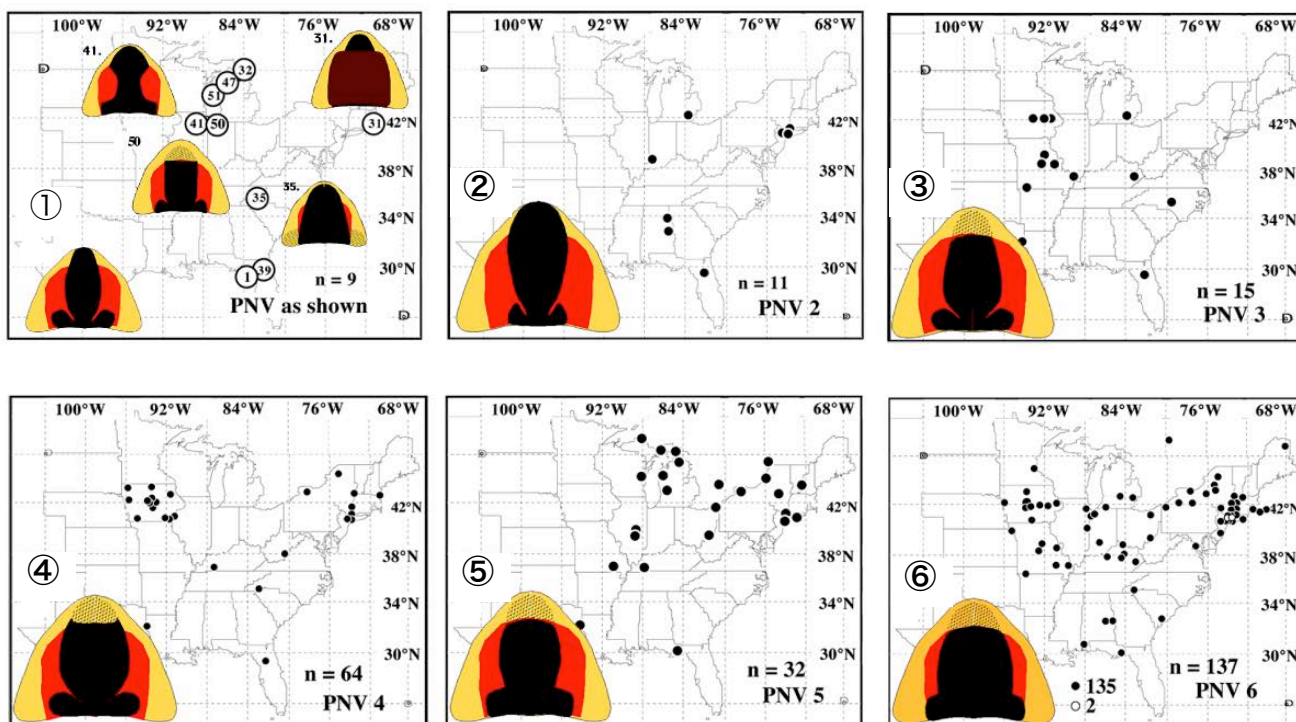 100°W 92°W 84°W 76°W 68°W
41.
31.
32
47
51
41 50
31 42°N
50
38°N
①
35
35.
34°N
1 39
30°N
n = 9
PNV as shown
D
D
100°W 92°W 84°W 76°W 68°W
D
42°N
②
38°N
34°N
30°N
n = 11
PNV 2
D
100°W 92°W 84°W 76°W 68°W
D
42°N
③
38°N
34°N
30°N
n = 15
PNV 3
D
100°W 92°W 84°W 76°W 68°W
D
42°N
④
38°N
34°N
30°N
n = 64
PNV 4
100°W 92°W 84°W 76°W 68°W
42°N
⑤
38°N
34°N
30°N
n = 32
PNV 5
100°W 92°W 84°W 76°W 68°W
D
42°N
⑥
38°N
34°N
30°N
n = 137
● 135 PNV 6
○ 2
D